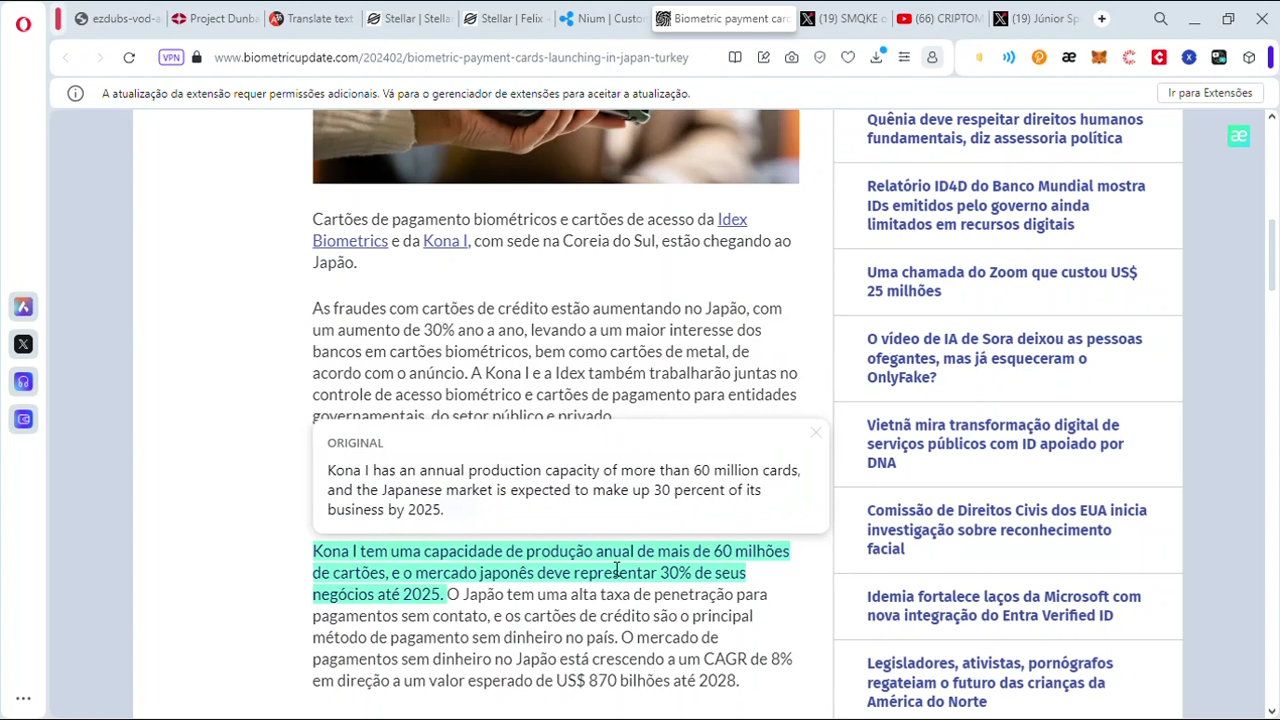 ezdubs-vod-a
Project Dunba
Translate text
Stellar | Stellar
Stellar | Felix
Nium | Custo
Biometric payment card
(19) SMQKE o
(66) CRIPTOM
(19) Júnior Sp
VPN
www.biometricupdate.com/202402/biometric-payment-cards-launching-in-japan-turkey
A atualização da extensão requer permissões adicionais. Vá para o gerenciador de extensões para aceitar a atualização.
Ir para Extensões
Cartões de pagamento biométricos e cartões de acesso da Idex
Biometrics e da Kona I, com sede na Coreia do Sul, estão chegando ao
Japão.
As fraudes com cartões de crédito estão aumentando no Japão, com
um aumento de 30% ano a ano, levando a um maior interesse dos
bancos em cartões biométricos, bem como cartões de metal, de
acordo com o anúncio. A Kona I e a Idex também trabalharão juntas no
controle de acesso biométrico e cartões de pagamento para entidades
governamentais, do setor público e privado.
ORIGINAL
Kona I has an annual production capacity of more than 60 million cards,
and the Japanese market is expected to make up 30 percent of its
business by 2025.
Kona I tem uma capacidade de produção anual de mais de 60 milhões
de cartões, e o mercado japonês deve representar 30% de seus
negócios até 2025. O Japão tem uma alta taxa de penetração para
pagamentos sem contato, e os cartões de crédito são o principal
método de pagamento sem dinheiro no país. O mercado de
pagamentos sem dinheiro no Japão está crescendo a um CAGR de 8%
em direção a um valor esperado de US$ 870 bilhões até 2028.
Quênia deve respeitar direitos humanos
fundamentais, diz assessoria política
Relatório ID4D do Banco Mundial mostra
IDs emitidos pelo governo ainda
limitados em recursos digitais
Uma chamada do Zoom que custou US$
25 milhões
O vídeo de IA de Sora deixou as pessoas
ofegantes, mas já esqueceram o
OnlyFake?
Vietnã mira transformação digital de
serviços públicos com ID apoiado por
DNA
Comissão de Direitos Civis dos EUA inicia
investigação sobre reconhecimento
facial
Idemia fortalece laços da Microsoft com
nova integração do Entra Verified ID
Legisladores, ativistas, pornógrafos
regateiam o futuro das crianças da
América do Norte
æ
æ